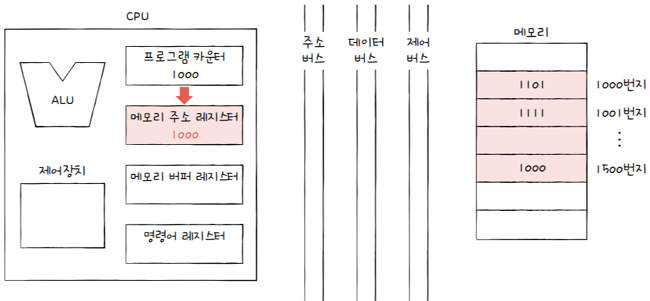 CPU
ALU
제어장치
프로그램 카운터
1000
메모리 주소 레지스터
1000
메모리 버퍼 레지스터
명령어 레지스터
주소
버스
데이터
버스
제어
버스
메모리
1101
1000번지
1111
1001번지
⋮
1000
1500번지